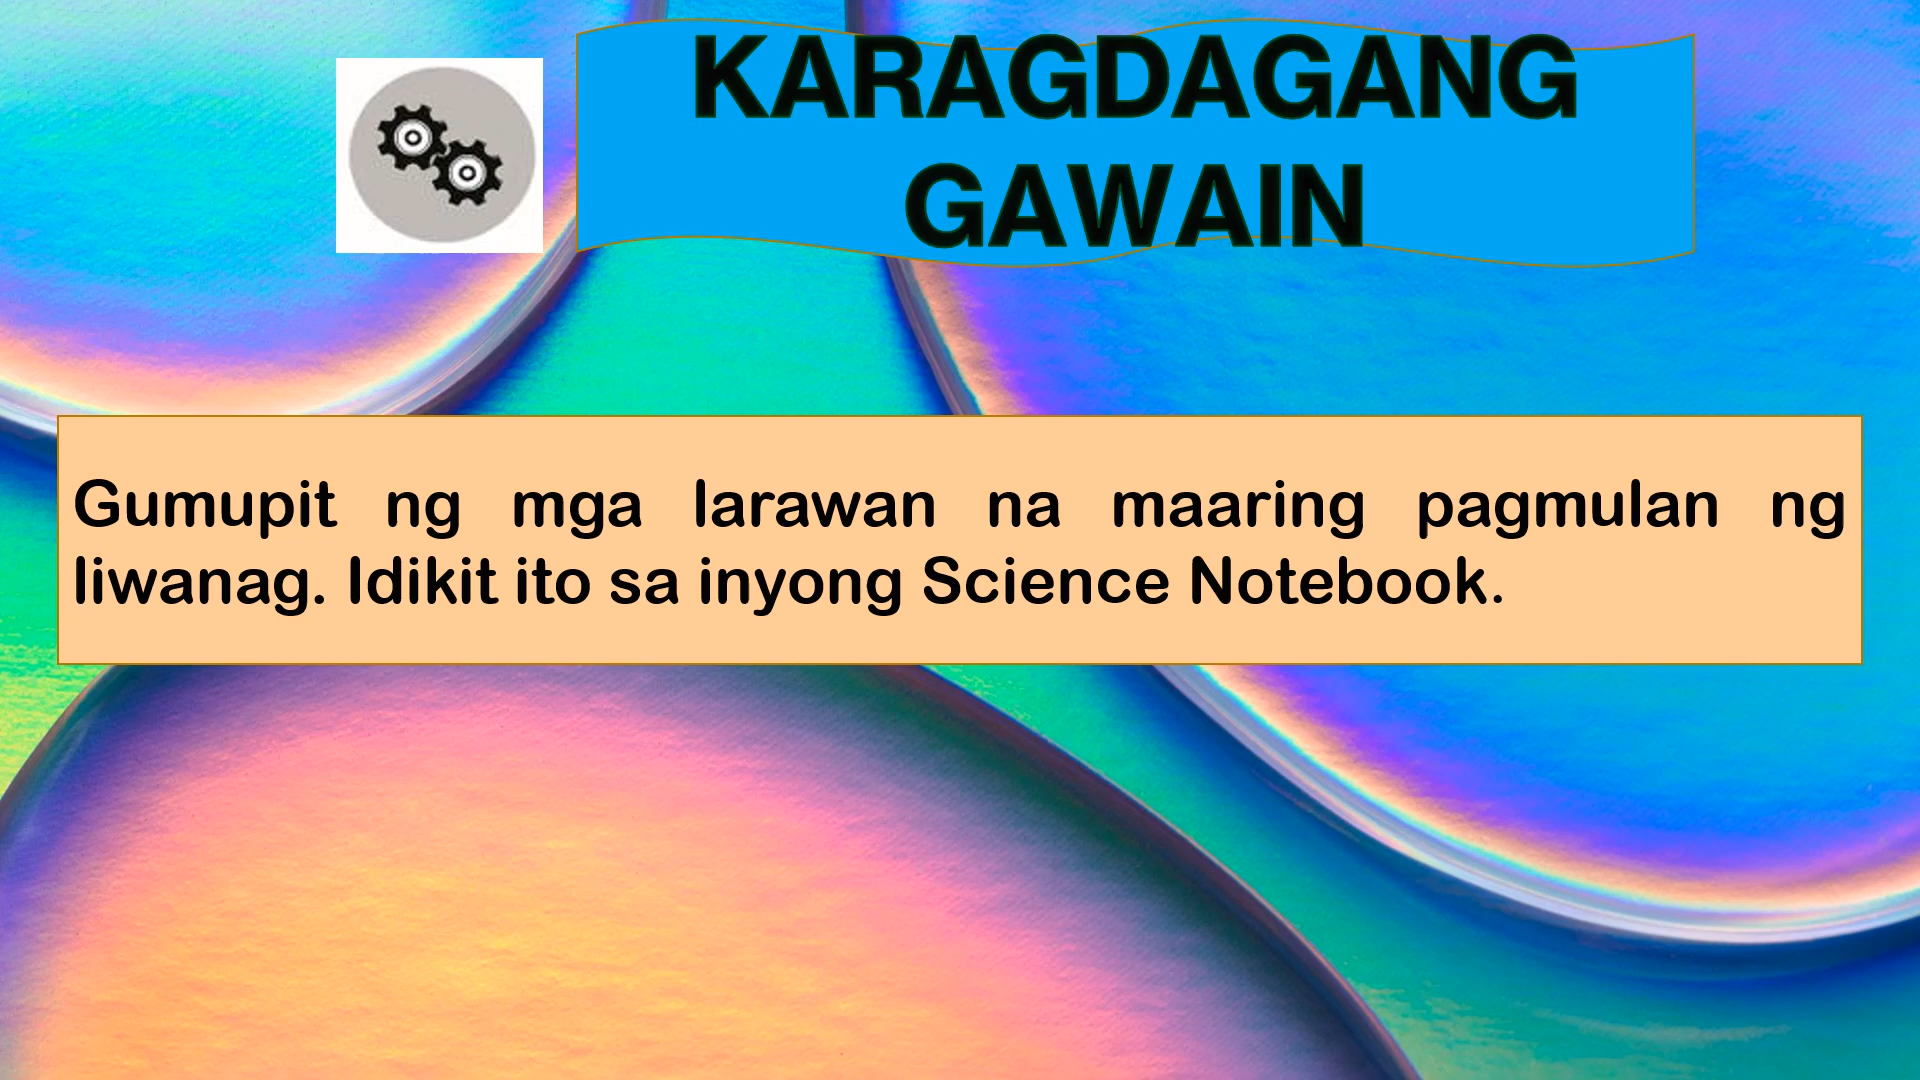 KARAGDAGANG
GAWAIN
Gumupit ng mga larawan na maaring pagmulan ng
liwanag. Idikit ito sa inyong Science Notebook.